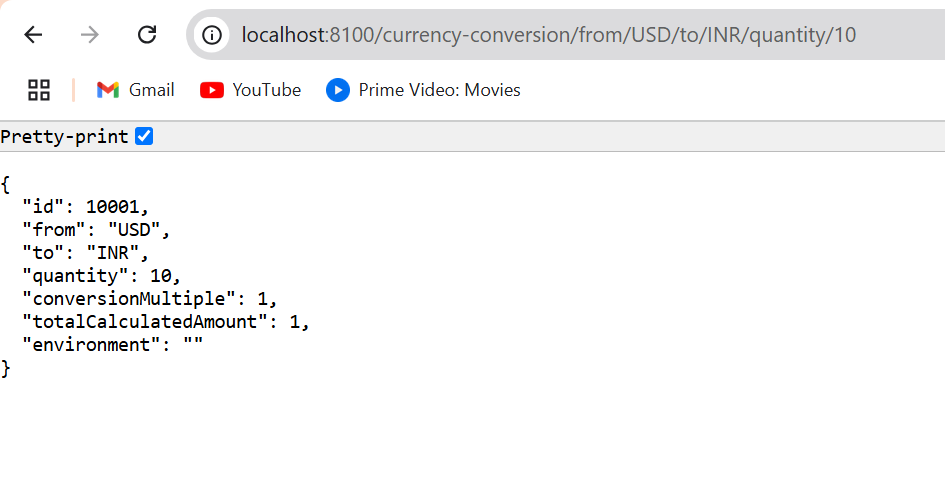 localhost:8100/currency-conversion/from/USD/to/INR/quantity/10
Gmail YouTube Prime Video: Movies
Pretty-print
{
  "id": 10001,
  "from": "USD",
  "to": "INR",
  "quantity": 10,
  "conversionMultiple": 1,
  "totalCalculatedAmount": 1,
  "environment": ""
}